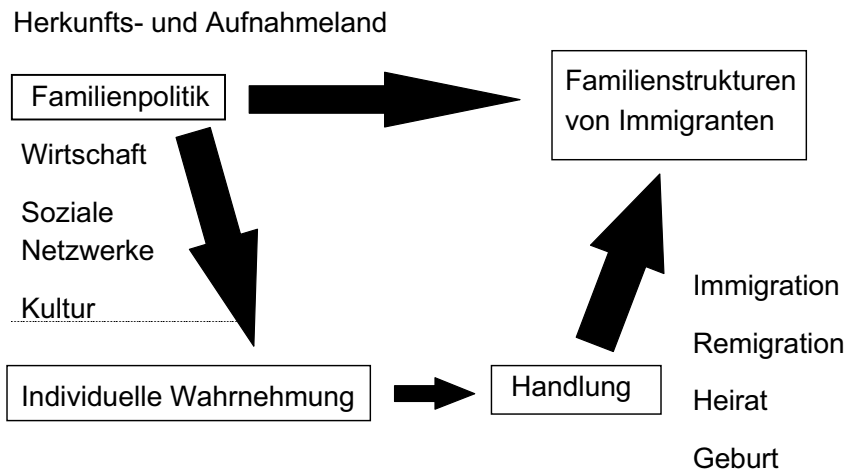 Herkunfts- und Aufnahmeland
Familienpolitik
Wirtschaft
Soziale
Netzwerke
Kultur
Familienstrukturen
von Immigranten
Individuelle Wahrnehmung
Handlung
Immigration
Remigration
Heirat
Geburt